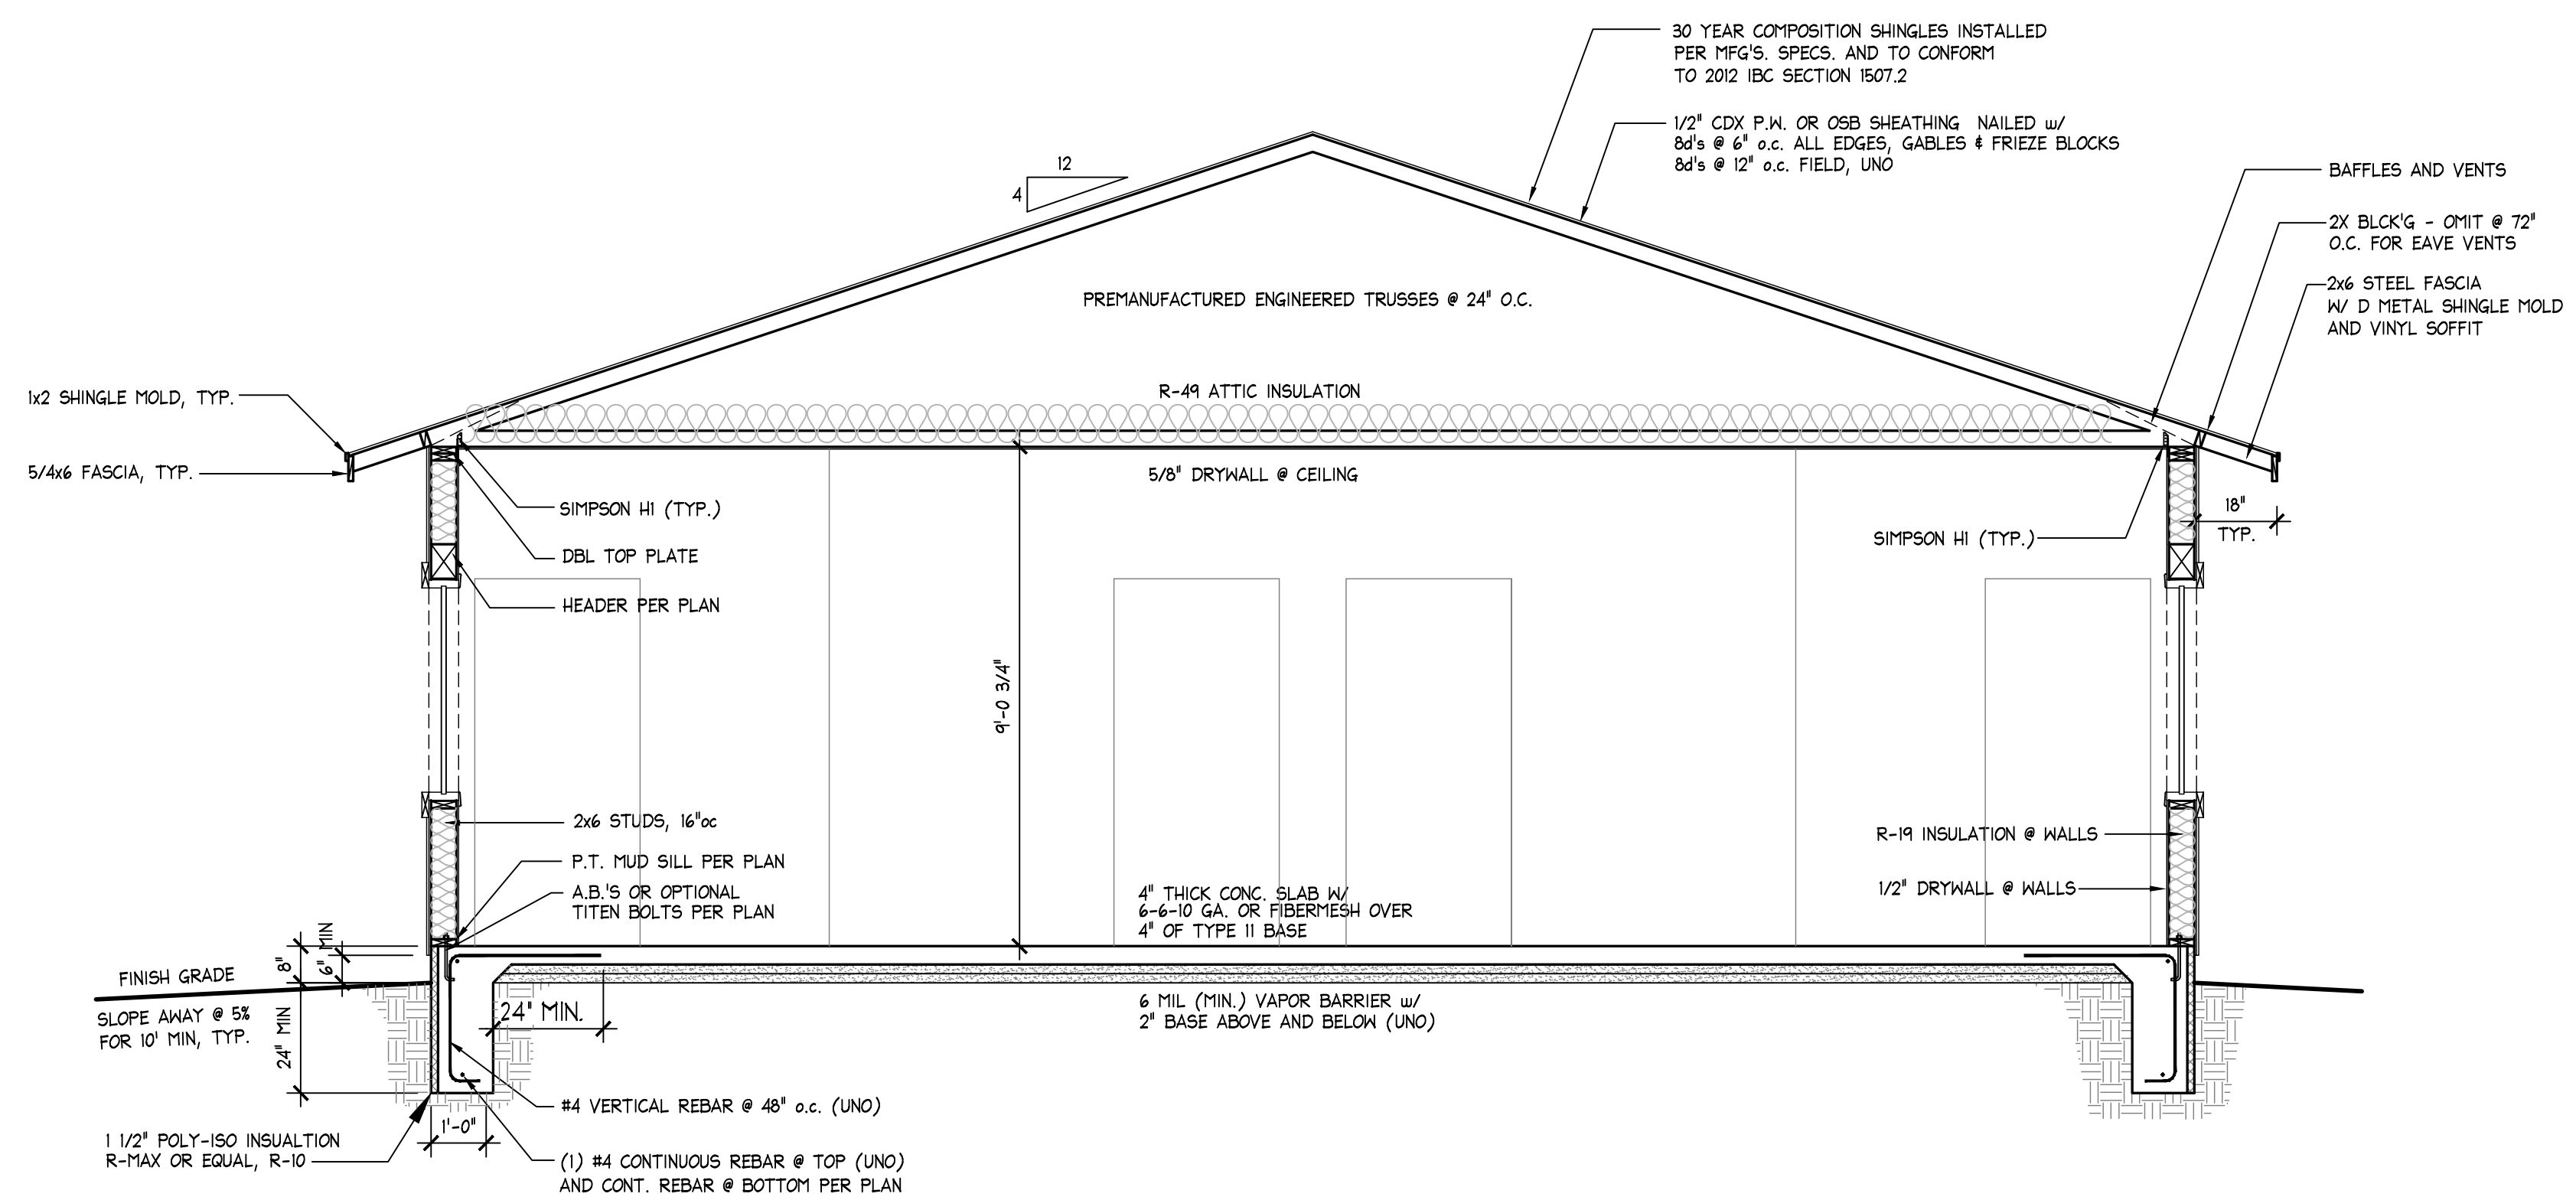 30 YEAR COMPOSITION SHINGLES INSTALLED
PER MFG'S. SPECS. AND TO CONFORM
TO 2012 IBC SECTION 1507.2
1/2" CDX P.W. OR OSB SHEATHING NAILED w/
8d's @ 6" o.c. ALL EDGES, GABLES & FRIEZE BLOCKS
8d's @ 12" o.c. FIELD, UNO
12
4
BAFFLES AND VENTS
2X BLCK'G - OMIT @ 72"
O.C. FOR EAVE VENTS
2x6 STEEL FASCIA
W/ D METAL SHINGLE MOLD
AND VINYL SOFFIT
PREMANUFACTURED ENGINEERED TRUSSES @ 24" O.C.
R-49 ATTIC INSULATION
1x2 SHINGLE MOLD, TYP.
5/4x6 FASCIA, TYP.
5/8" DRYWALL @ CEILING
SIMPSON H1 (TYP.)
DBL TOP PLATE
HEADER PER PLAN
18"
TYP.
SIMPSON H1 (TYP.)
9'-0 3/4"
2x6 STUDS, 16"oc
P.T. MUD SILL PER PLAN
A.B.'S OR OPTIONAL
TITEN BOLTS PER PLAN
R-19 INSULATION @ WALLS
1/2" DRYWALL @ WALLS
4" THICK CONC. SLAB W/
6-6-10 GA. OR FIBERMESH OVER
4" OF TYPE 11 BASE
8"
6" MIN
FINISH GRADE
SLOPE AWAY @ 5%
FOR 10' MIN, TYP.
24" MIN
24" MIN.
6 MIL (MIN.) VAPOR BARRIER w/
2" BASE ABOVE AND BELOW (UNO)
#4 VERTICAL REBAR @ 48" o.c. (UNO)
1'-0"
1 1/2" POLY-ISO INSUALTION
R-MAX OR EQUAL, R-10
(1) #4 CONTINUOUS REBAR @ TOP (UNO)
AND CONT. REBAR @ BOTTOM PER PLAN